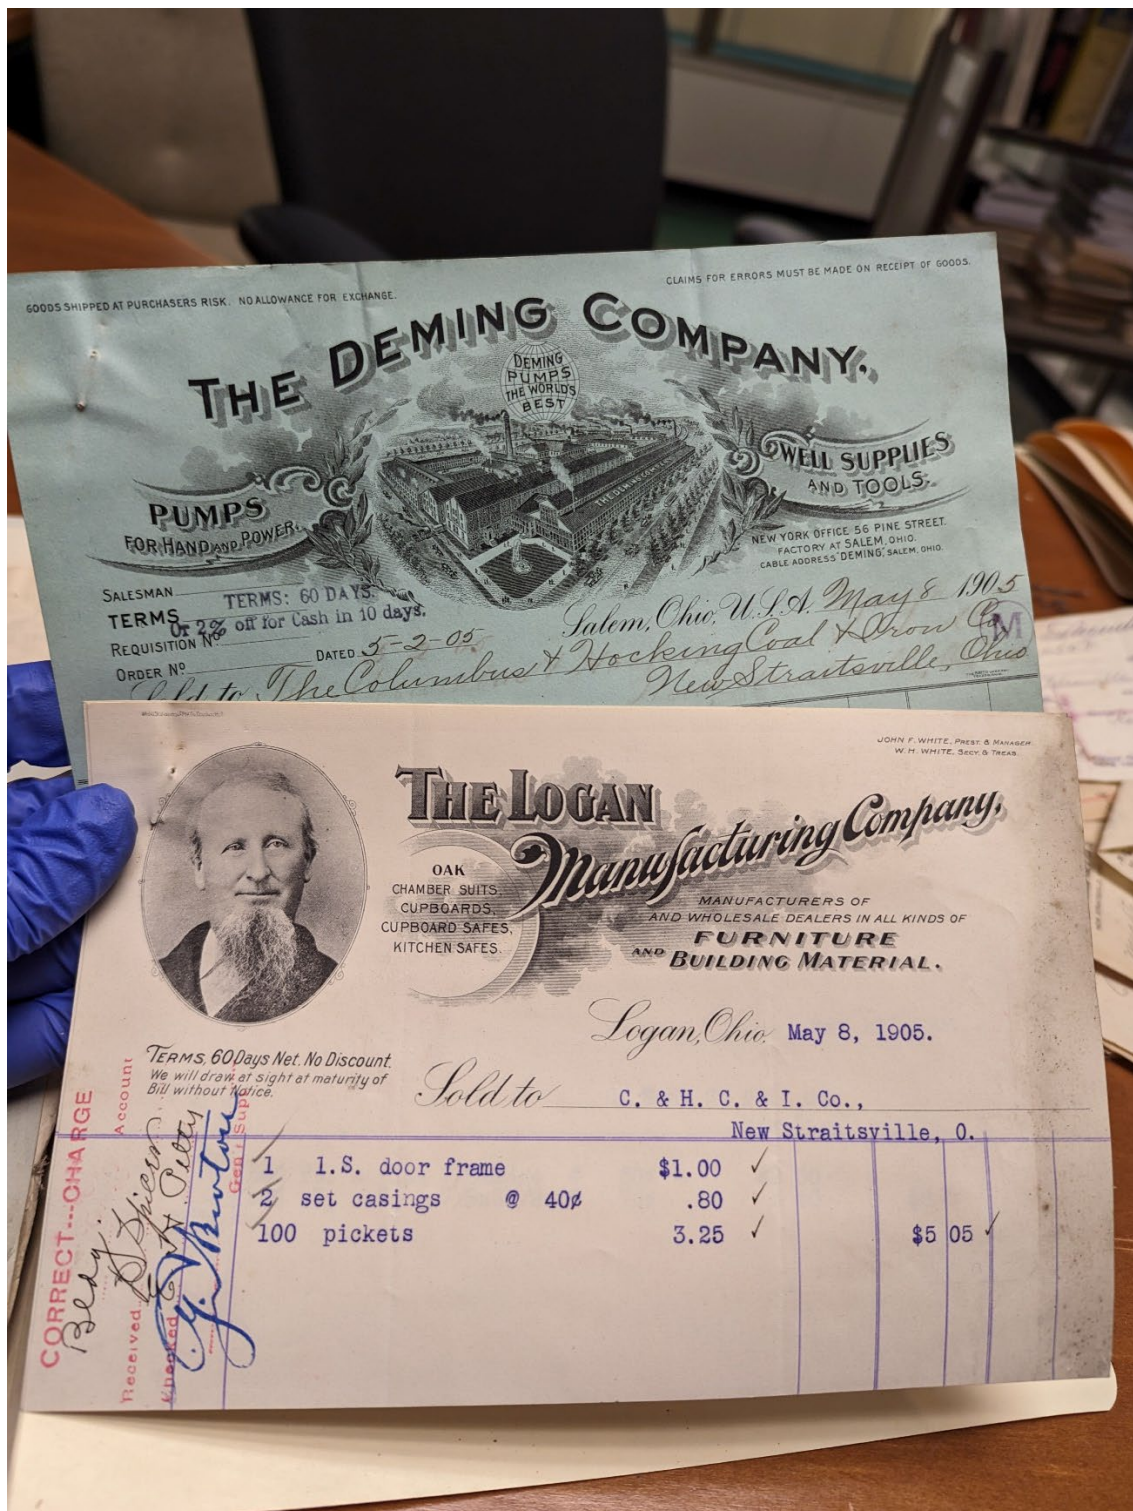 GOODS SHIPPED AT PURCHASERS RISK. NO ALLOWANCE FOR EXCHANGE.
CLAIMS FOR ERRORS MUST BE MADE ON RECEIPT OF GOODS.
THE DEMING COMPANY.
DEMING
PUMPS
THE WORLD'S
BEST
PUMPS
FOR HAND AND POWER.
WELL SUPPLIES
AND TOOLS.
NEW YORK OFFICE 56 PINE STREET.
FACTORY AT SALEM, OHIO.
CABLE ADDRESS "DEMING", SALEM, OHIO.
SALESMAN
TERMS
TERMS: 60 DAYS.
Or 2% off for Cash in 10 days.
REQUISITION Nº
DATED 5-2-05
ORDER Nº
Salem, Ohio, U.S.A. May 8 1905
M
Sold to The Columbus & Hocking Coal & Iron Co
New Straitsville, Ohio
JOHN F. WHITE, PREST. & MANAGER
W. H. WHITE, SECY. & TREAS.
THE LOGAN
Manufacturing Company,
OAK
CHAMBER SUITS,
CUPBOARDS,
CUPBOARD SAFES,
KITCHEN SAFES.
MANUFACTURERS OF
AND WHOLESALE DEALERS IN ALL KINDS OF
FURNITURE
AND BUILDING MATERIAL.
Logan, Ohio, May 8, 1905.
TERMS, 60 Days Net. No Discount.
We will draw at sight at maturity of
Bill without Notice.
Sold to C. & H. C. & I. Co.,
New Straitsville, O.
1 1.S. door frame $1.00
2 set casings @ 40¢ .80
100 pickets 3.25 $5 05
CORRECT---CHARGE
Bldg.
Account
Received
Gen'l Supt